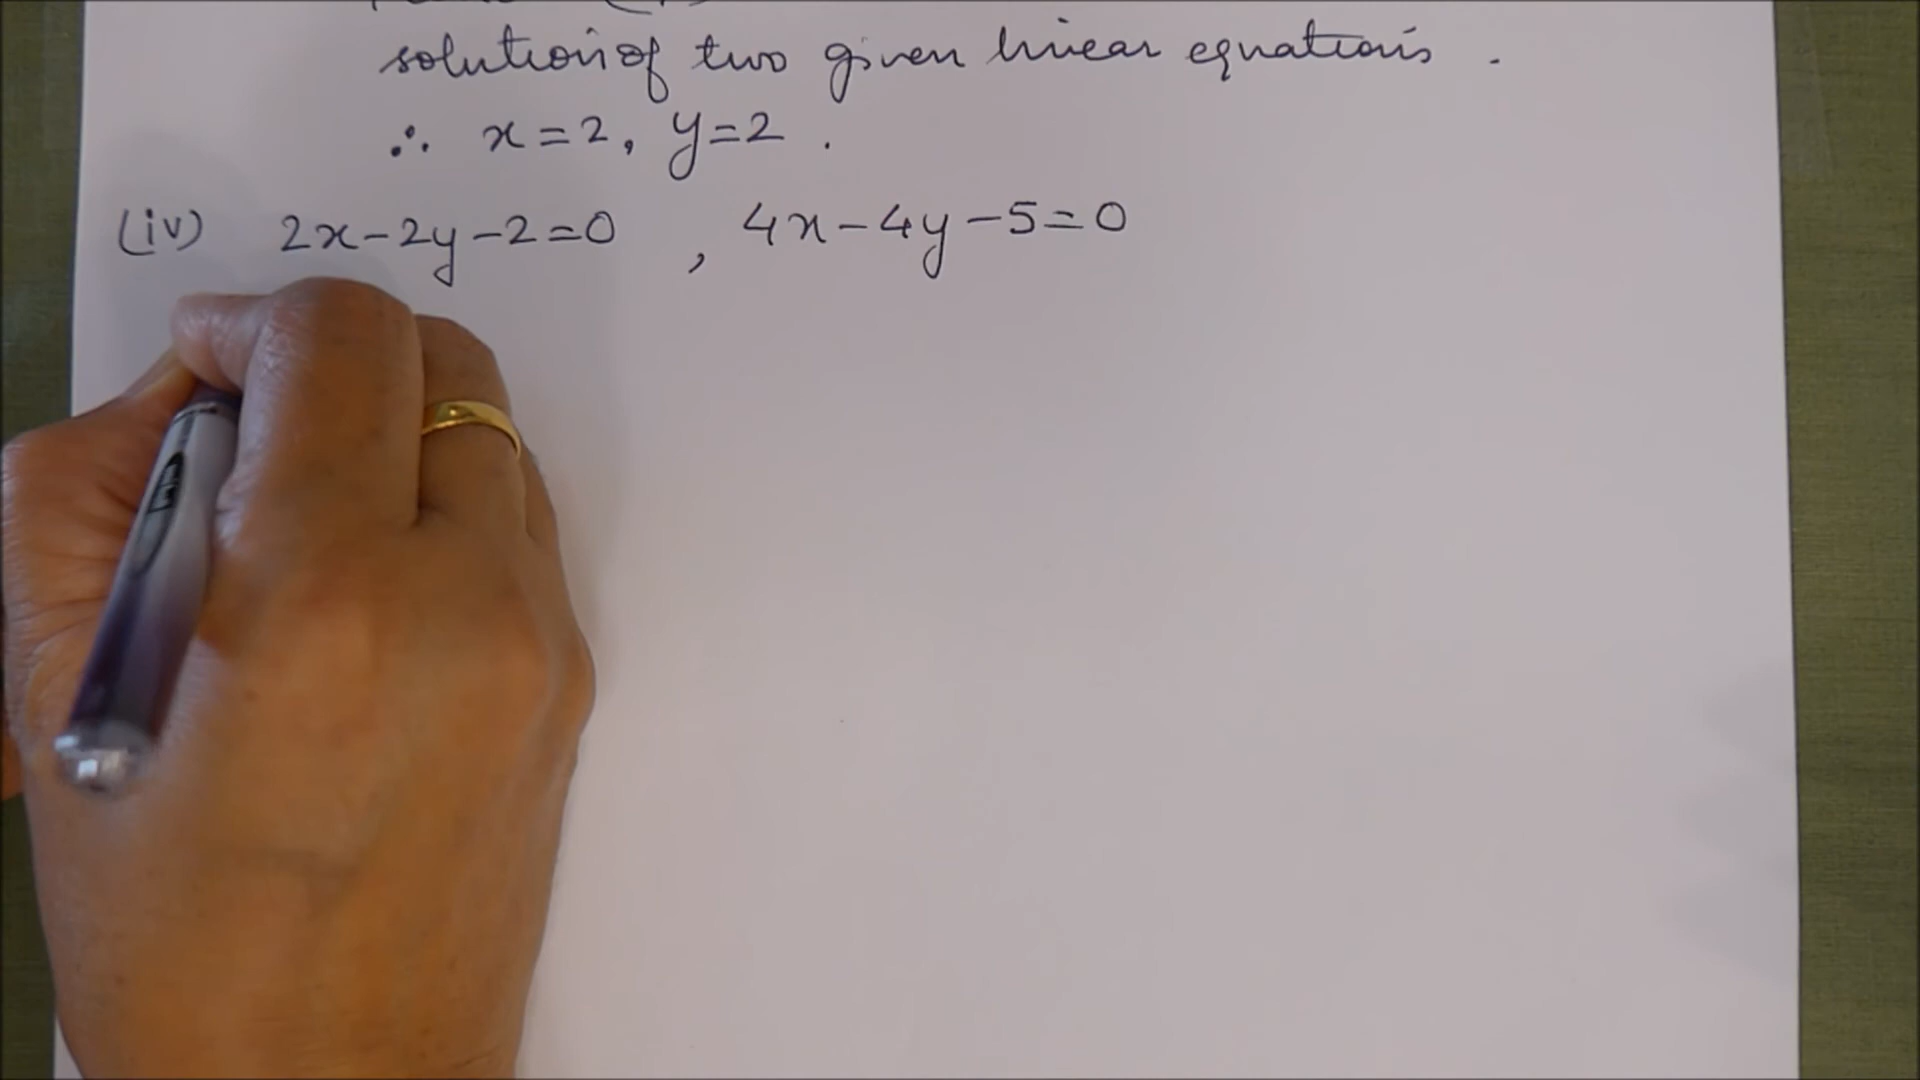 solution of two given linear equations .
∴ x=2, y=2 .
(iv) 2x-2y-2=0 , 4x-4y-5=0